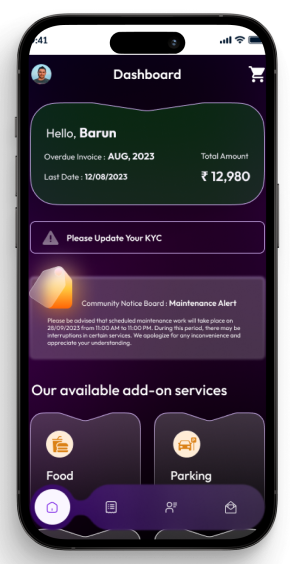 :41
Dashboard
Hello, Barun
Overdue Invoice : AUG, 2023
Total Amount
Last Date : 12/08/2023
₹ 12,980
Please Update Your KYC
Community Notice Board : Maintenance Alert
Please be advised that scheduled maintenance work will take place on
28/09/2023 from 11:00 AM to 11:00 PM. During this period, there may be
interruptions in certain services. We apologize for any inconvenience and
appreciate your understanding.
Our available add-on services
Food
Parking